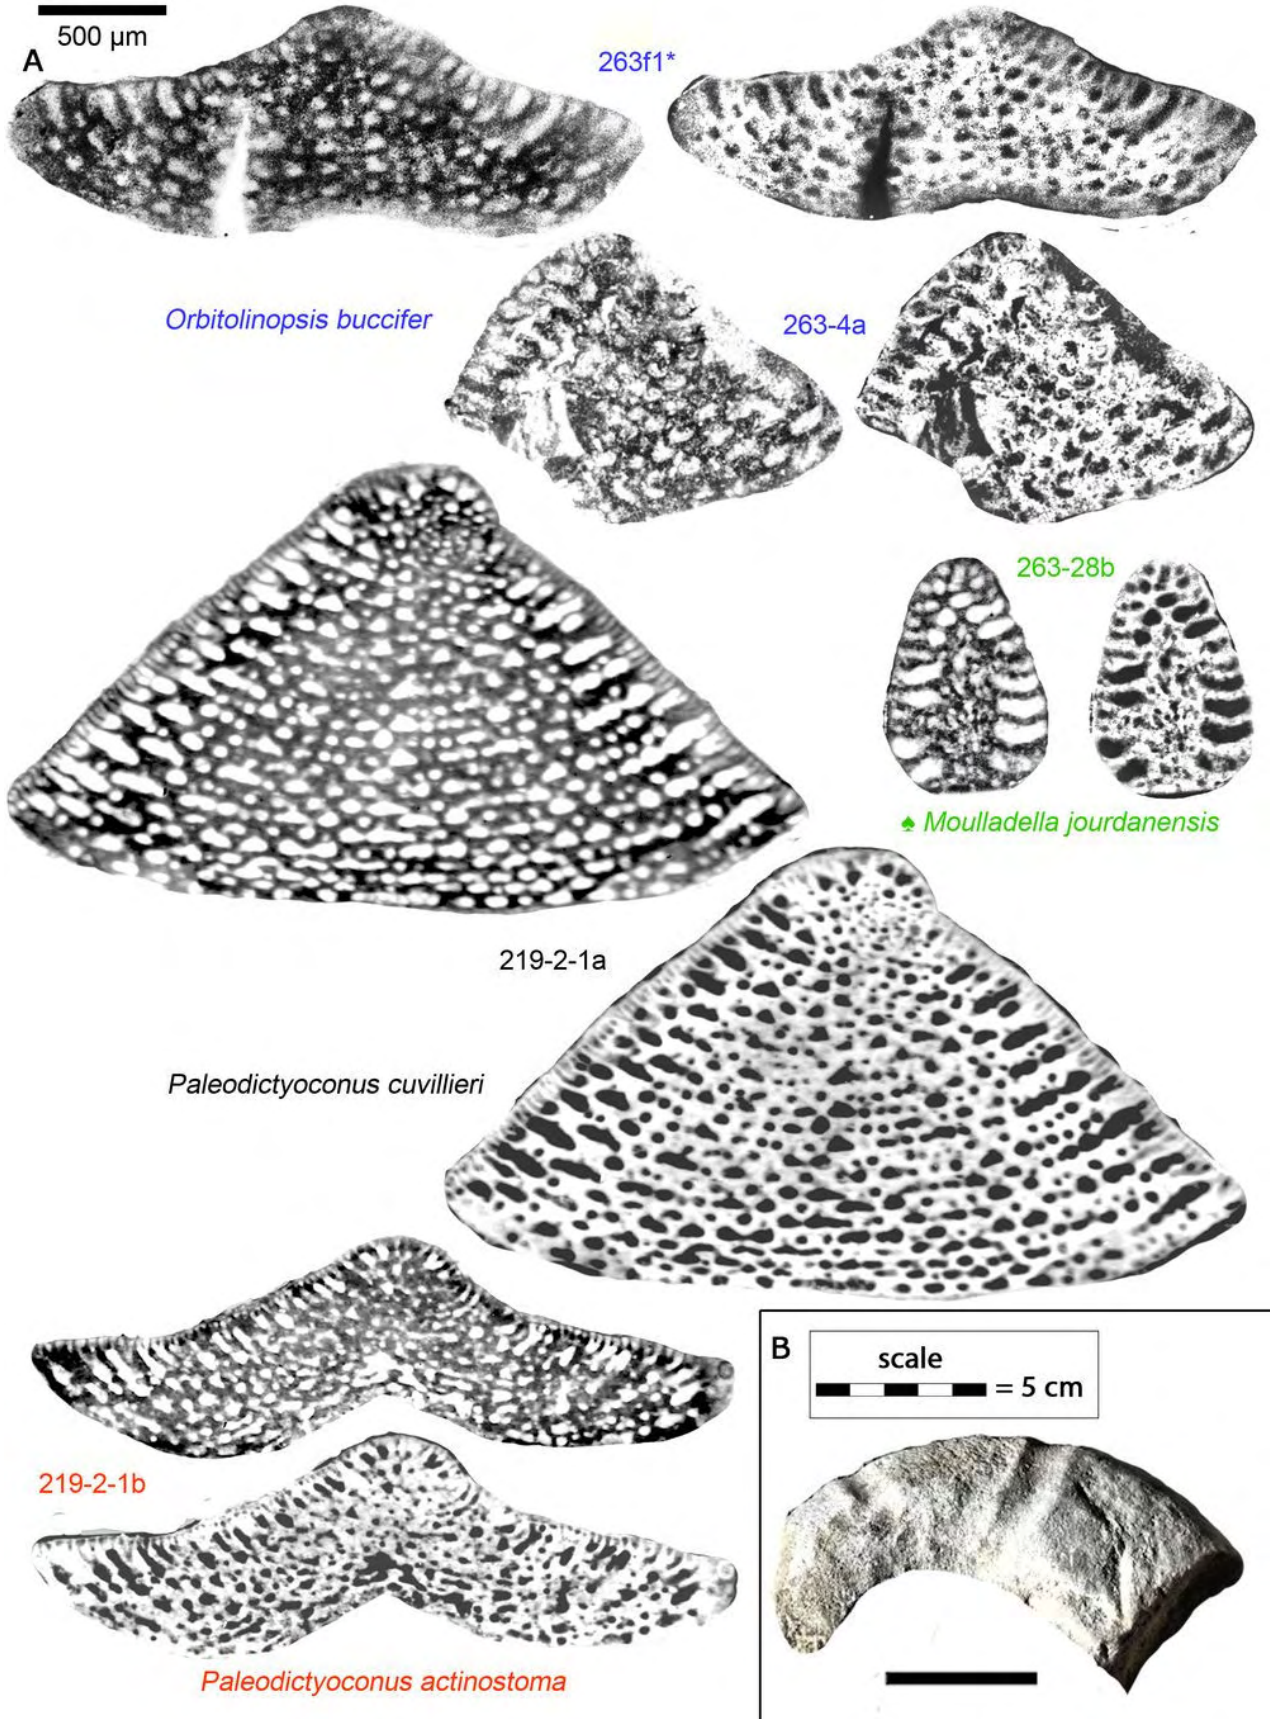 500 µm
A
263f1*
Orbitolinopsis buccifer
263-4a
263-28b
♠ Moulladella jourdanensis
219-2-1a
Paleodictyoconus cuvillieri
219-2-1b
Paleodictyoconus actinostoma
B
scale
= 5 cm